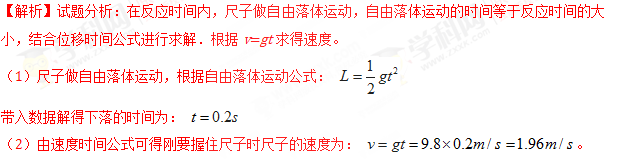 【解析】试题分析：在反应时间内，尺子做自由落体运动，自由落体运动的时间等于反应时间的大
小，结合位移时间公式进行求解．根据 v=gt 求得速度。
（1）尺子做自由落体运动，根据自由落体运动公式： L=\frac{1}{2}gt^2
带入数据解得下落的时间为： t=0.2s
（2）由速度时间公式可得刚要握住尺子时尺子的速度为： v=gt=9.8×0.2m/s=1.96m/s。